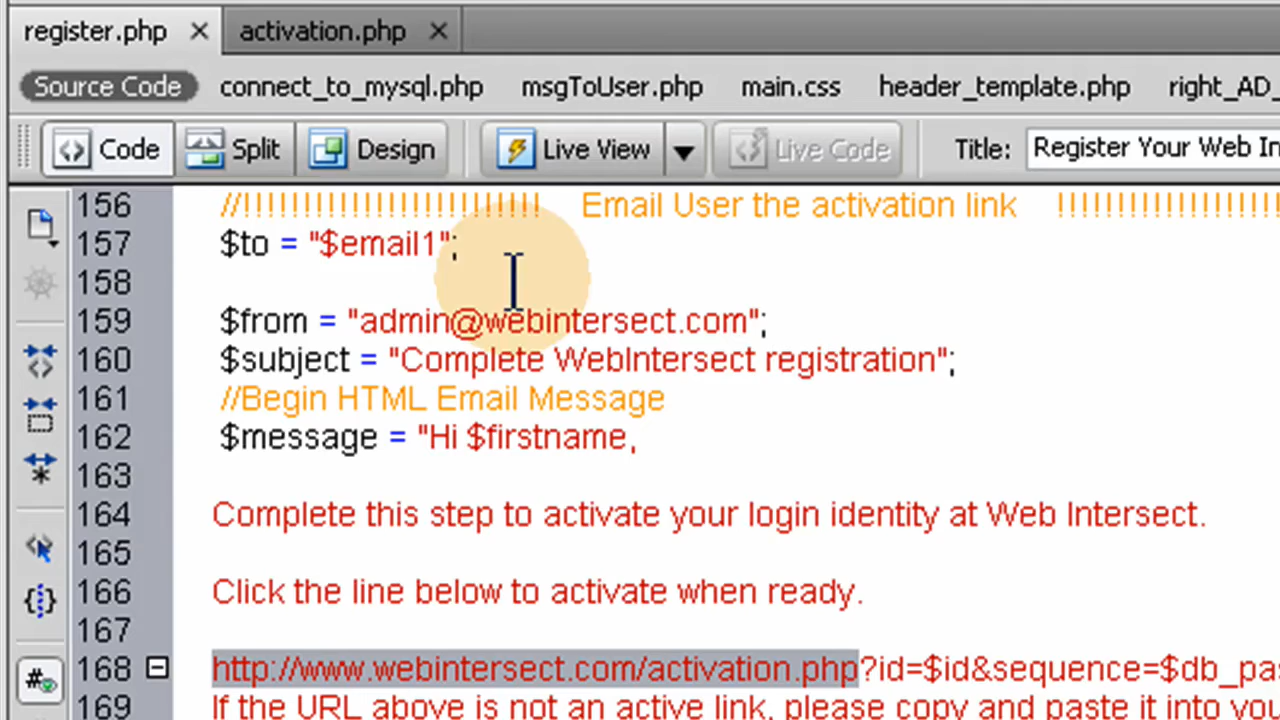 register.php activation.php
Source Code connect_to_mysql.php msgToUser.php main.css header_template.php right_AD_
Code Split Design Live View Live Code Title: Register Your Web In
156 //!!!!!!!!!!!!!!!!!!!!!!!!! Email User the activation link !!!!!!!!!!!!!!!!!!!
157 $to = "$email1";
158
159 $from = "admin@webintersect.com";
160 $subject = "Complete WebIntersect registration";
161 //Begin HTML Email Message
162 $message = "Hi $firstname,
163
164 Complete this step to activate your login identity at Web Intersect.
165
166 Click the line below to activate when ready.
167
168 http://www.webintersect.com/activation.php?id=$id&sequence=$db_pas
169 If the URL above is not an active link, please copy and paste it into you